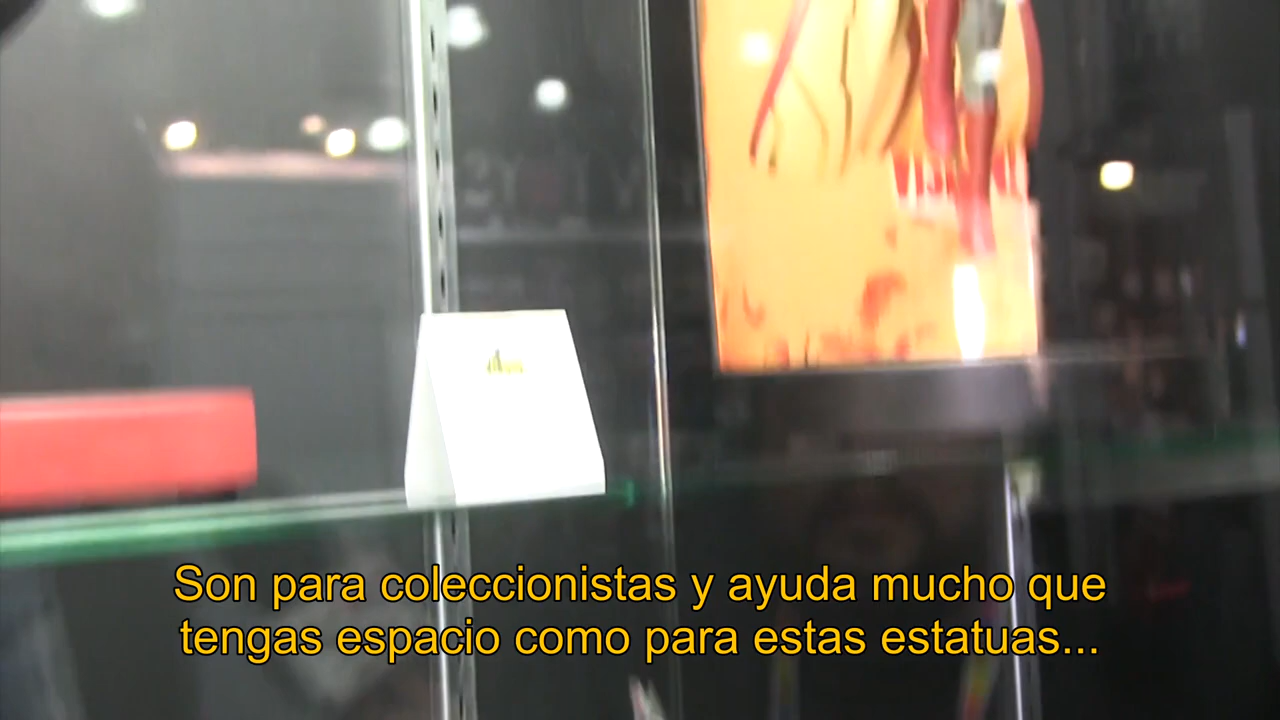 Son para coleccionistas y ayuda mucho que
tengas espacio como para estas estatuas...